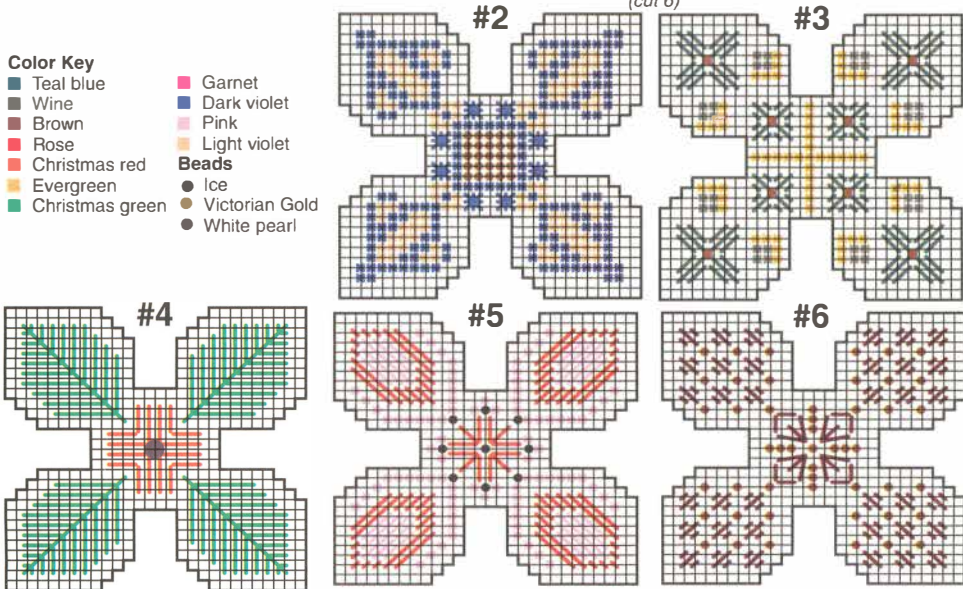 (cut 6)
Color Key
Teal blue
Wine
Brown
Rose
Christmas red
Evergreen
Christmas green
Garnet
Dark violet
Pink
Light violet
Beads
Ice
Victorian Gold
White pearl
#2
#3
#4
#5
#6